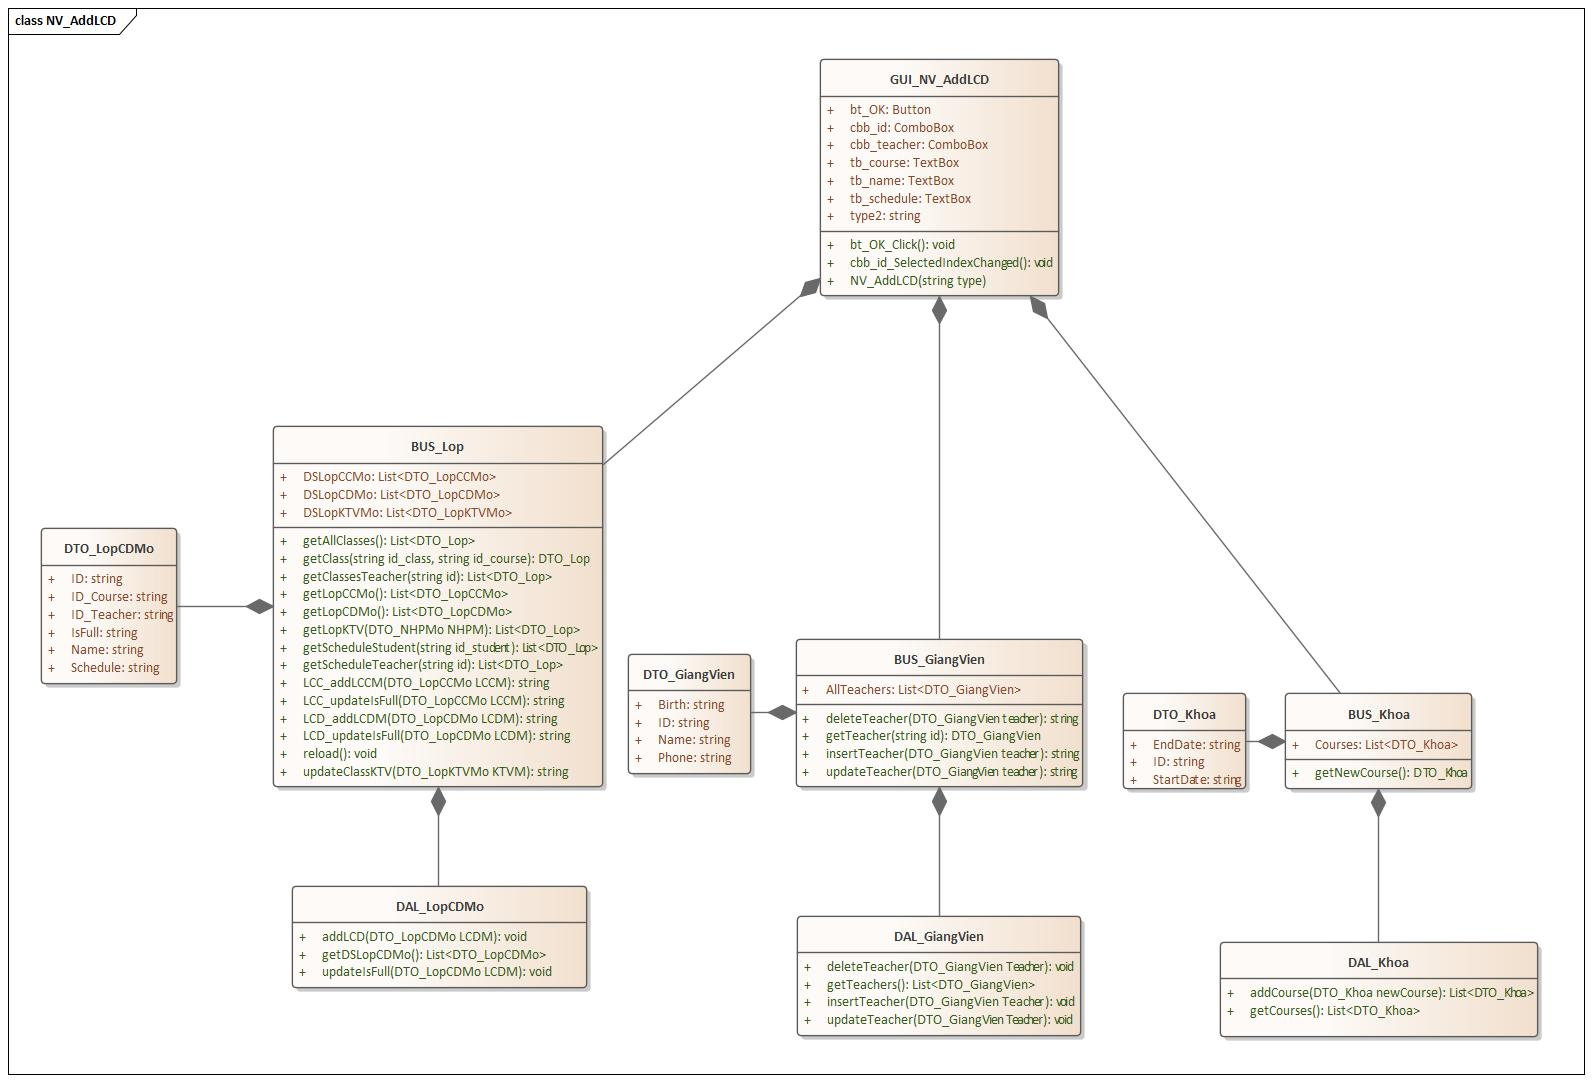 class NV_AddLCD
GUI_NV_AddLCD
+ bt_OK: Button
+ cbb_id: ComboBox
+ cbb_teacher: ComboBox
+ tb_course: TextBox
+ tb_name: TextBox
+ tb_schedule: TextBox
+ type2: string
+ bt_OK_Click(): void
+ cbb_id_SelectedIndexChanged(): void
+ NV_AddLCD(string type)
BUS_Lop
+ DSLopCCMo: List<DTO_LopCCMo>
+ DSLopCDMo: List<DTO_LopCDMo>
+ DSLopKTVMo: List<DTO_LopKTVMo>
+ getAllClasses(): List<DTO_Lop>
+ getClass(string id_class, string id_course): DTO_Lop
+ getClassesTeacher(string id): List<DTO_Lop>
+ getLopCCMo(): List<DTO_LopCCMo>
+ getLopCDMo(): List<DTO_LopCDMo>
+ getLopKTV(DTO_NHPMo NHPM): List<DTO_Lop>
+ getScheduleStudent(string id_student): List<DTO_Lop>
+ getScheduleTeacher(string id): List<DTO_Lop>
+ LCC_addLCCM(DTO_LopCCMo LCCM): string
+ LCC_updateIsFull(DTO_LopCCMo LCCM): string
+ LCD_addLCDM(DTO_LopCDMo LCDM): string
+ LCD_updateIsFull(DTO_LopCDMo LCDM): string
+ reload(): void
+ updateClassKTV(DTO_LopKTVMo KTVM): string
DTO_LopCDMo
+ ID: string
+ ID_Course: string
+ ID_Teacher: string
+ IsFull: string
+ Name: string
+ Schedule: string
DTO_GiangVien
+ Birth: string
+ ID: string
+ Name: string
+ Phone: string
BUS_GiangVien
+ AllTeachers: List<DTO_GiangVien>
+ deleteTeacher(DTO_GiangVien teacher): string
+ getTeacher(string id): DTO_GiangVien
+ insertTeacher(DTO_GiangVien teacher): string
+ updateTeacher(DTO_GiangVien teacher): string
DTO_Khoa
+ EndDate: string
+ ID: string
+ StartDate: string
BUS_Khoa
+ Courses: List<DTO_Khoa>
+ getNewCourse(): DTO_Khoa
DAL_LopCDMo
+ addLCD(DTO_LopCDMo LCDM): void
+ getDSLopCDMo(): List<DTO_LopCDMo>
+ updateIsFull(DTO_LopCDMo LCDM): void
DAL_GiangVien
+ deleteTeacher(DTO_GiangVien Teacher): void
+ getTeachers(): List<DTO_GiangVien>
+ insertTeacher(DTO_GiangVien Teacher): void
+ updateTeacher(DTO_GiangVien Teacher): void
DAL_Khoa
+ addCourse(DTO_Khoa newCourse): List<DTO_Khoa>
+ getCourses(): List<DTO_Khoa>